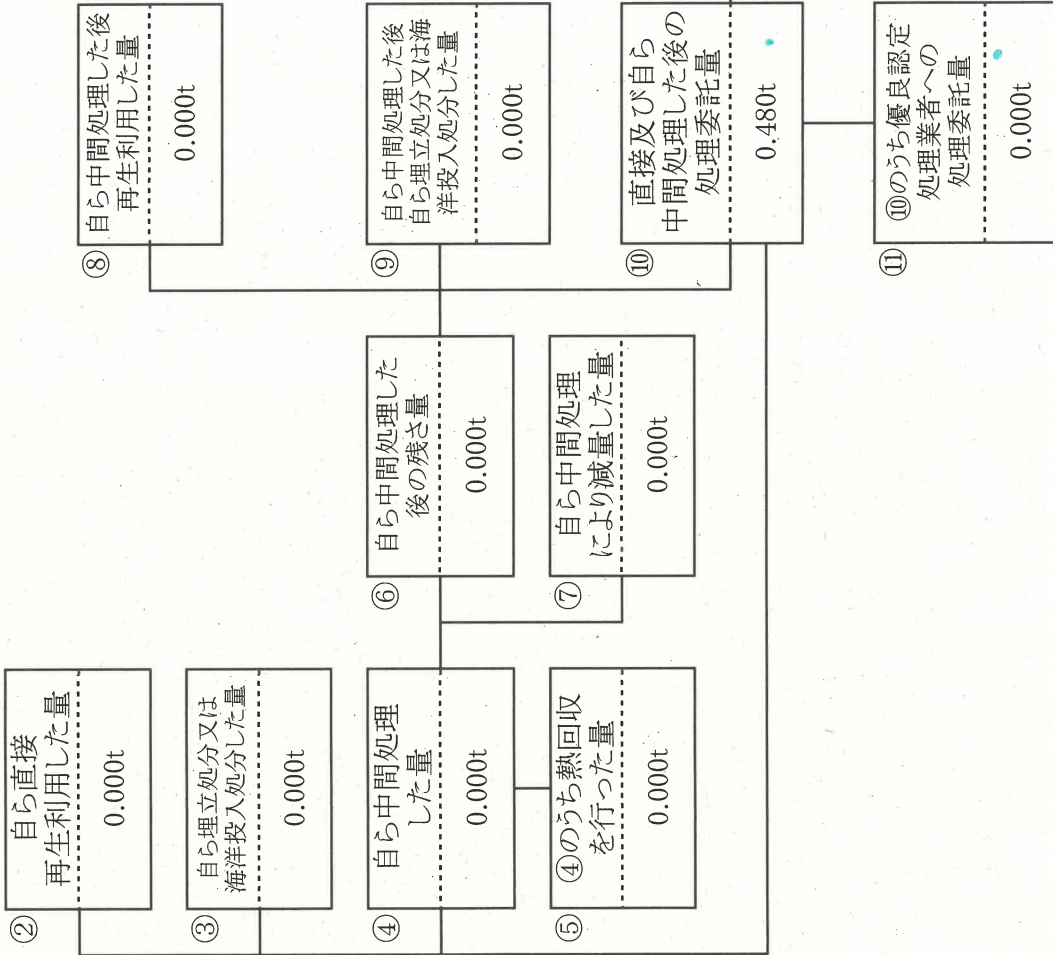 ②
自ら直接
再生利用した量
0.000t
③
自ら埋立処分又は
海洋投入処分した量
0.000t
④
自ら中間処理
した量
0.000t
⑤
④のうち熱回収
を行った量
0.000t
⑥
自ら中間処理した
後の残さ量
0.000t
⑦
自ら中間処理
により減量した量
0.000t
⑧
自ら中間処理した後
再生利用した量
0.000t
⑨
自ら中間処理した後
自ら埋立処分又は海
洋投入処分した量
0.000t
⑩
直接及び自ら
中間処理した後の
処理委託量
0.480t
⑪
⑩のうち優良認定
処理業者への
処理委託量
0.000t